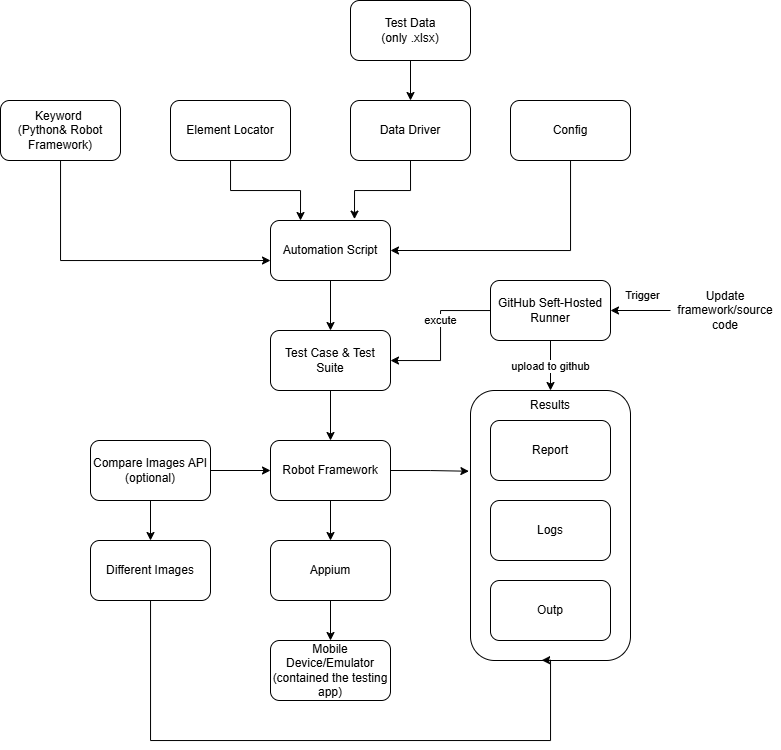 Test Data
(only .xlsx)
Keyword
(Python& Robot
Framework)
Element Locator
Data Driver
Config
Automation Script
GitHub Seft-Hosted
Runner
Trigger
Update
framework/source
code
excute
Test Case & Test
Suite
upload to github
Results
Report
Compare Images API
(optional)
Robot Framework
Logs
Different Images
Appium
Outp
Mobile
Device/Emulator
(contained the testing
app)